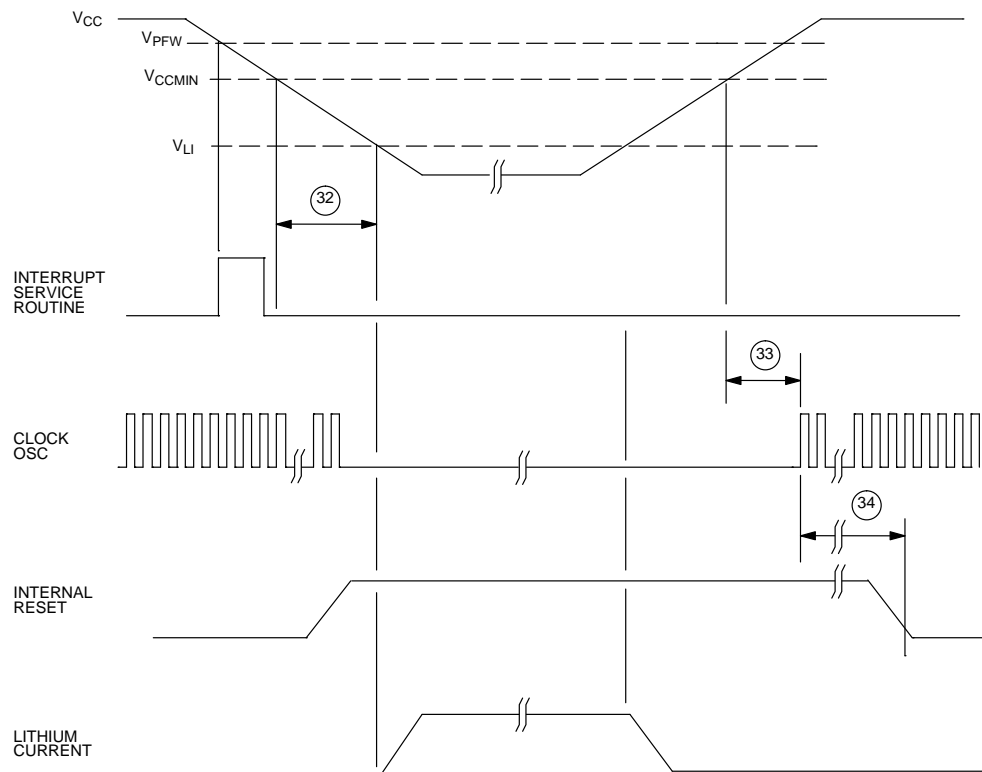 VCC
VPFW
VCCMIN
VLI
32
INTERRUPT
SERVICE
ROUTINE
33
CLOCK
OSC
34
INTERNAL
RESET
LITHIUM
CURRENT